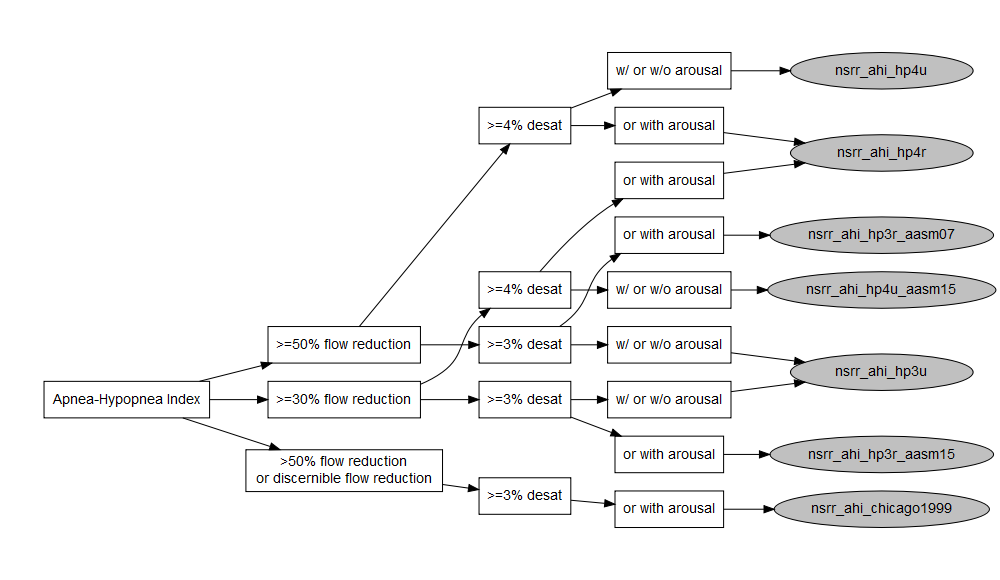 w/ or w/o arousal
nsrr_ahi_hp4u
>=4% desat
or with arousal
nsrr_ahi_hp4r
or with arousal
or with arousal
nsrr_ahi_hp3r_aasm07
>=4% desat
w/ or w/o arousal
nsrr_ahi_hp4u_aasm15
>=50% flow reduction
>=3% desat
w/ or w/o arousal
nsrr_ahi_hp3u
Apnea-Hypopnea Index
>=30% flow reduction
>=3% desat
w/ or w/o arousal
or with arousal
nsrr_ahi_hp3r_aasm15
>50% flow reduction
or discernible flow reduction
>=3% desat
or with arousal
nsrr_ahi_chicago1999